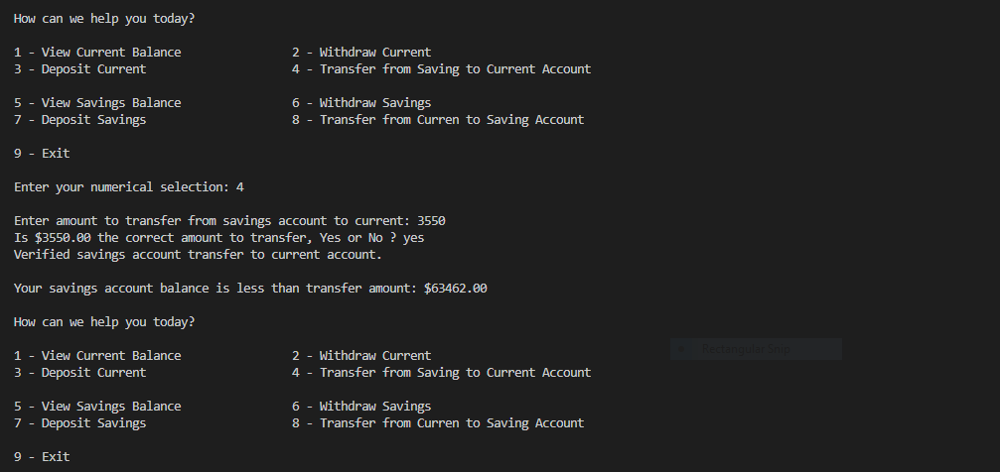 How can we help you today?
1 - View Current Balance 2 - Withdraw Current
3 - Deposit Current 4 - Transfer from Saving to Current Account
5 - View Savings Balance 6 - Withdraw Savings
7 - Deposit Savings 8 - Transfer from Curren to Saving Account
9 - Exit
Enter your numerical selection: 4
Enter amount to transfer from savings account to current: 3550
Is $3550.00 the correct amount to transfer, Yes or No ? yes
Verified savings account transfer to current account.
Your savings account balance is less than transfer amount: $63462.00
How can we help you today?
Rectangular Snip
1 - View Current Balance 2 - Withdraw Current
3 - Deposit Current 4 - Transfer from Saving to Current Account
5 - View Savings Balance 6 - Withdraw Savings
7 - Deposit Savings 8 - Transfer from Curren to Saving Account
9 - Exit